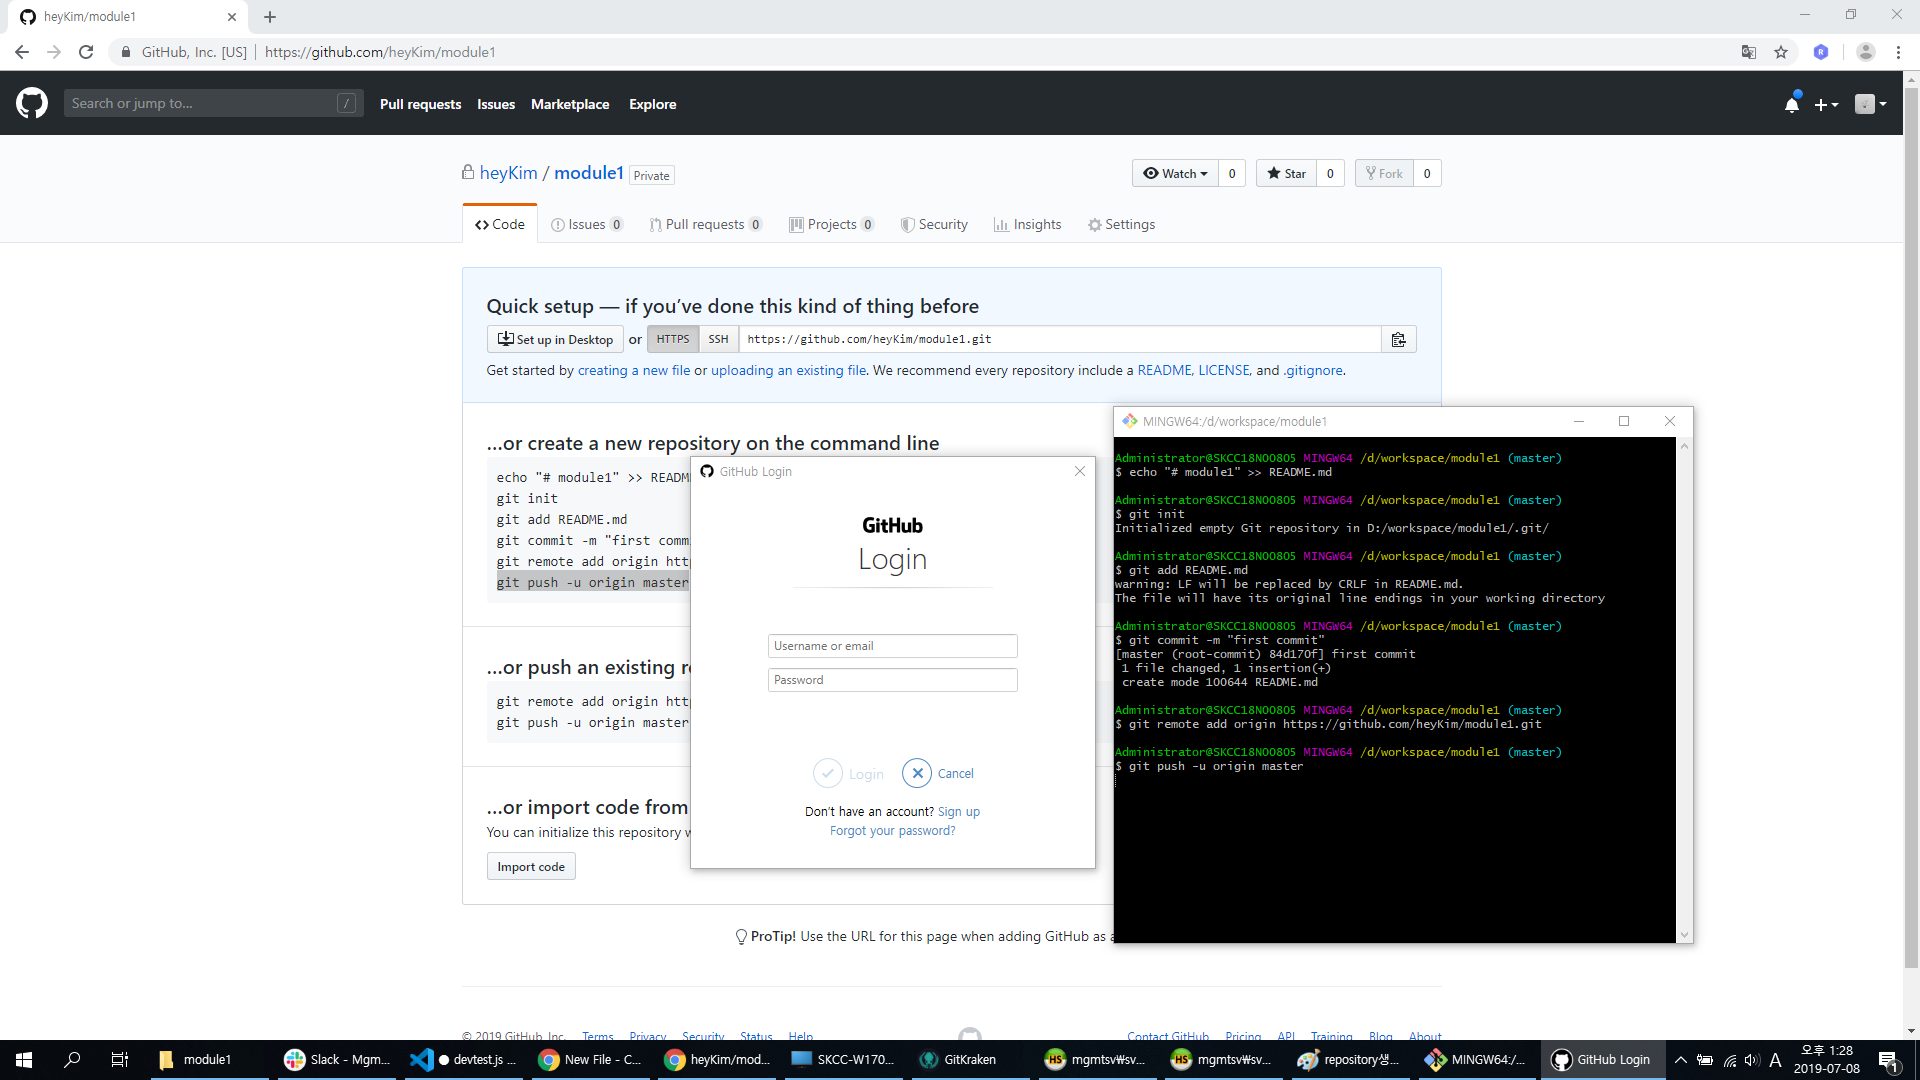 heyKim/module1
GitHub, Inc. [US] | https://github.com/heyKim/module1
Search or jump to... /
Pull requests Issues Marketplace Explore
heyKim / module1 Private
Watch 0 Star 0 Fork 0
Code Issues 0 Pull requests 0 Projects 0 Security Insights Settings
Quick setup — if you’ve done this kind of thing before
Set up in Desktop or HTTPS SSH https://github.com/heyKim/module1.git
Get started by creating a new file or uploading an existing file. We recommend every repository include a README, LICENSE, and .gitignore.
…or create a new repository on the command line
echo "# module1" >> READM
git init
git add README.md
git commit -m "first comm
git remote add origin htt
git push -u origin master
…or push an existing re
git remote add origin htt
git push -u origin master
…or import code from
You can initialize this repository w
Import code
ProTip! Use the URL for this page when adding GitHub as a
© 2019 GitHub, Inc. Terms Privacy Security Status Help
Contact GitHub Pricing API Training Blog About
GitHub Login
GitHub
Login
Username or email
Password
Login Cancel
Don't have an account? Sign up
Forgot your password?
MINGW64:/d/workspace/module1
Administrator@SKCC18N00805 MINGW64 /d/workspace/module1 (master)
$ echo "# module1" >> README.md
Administrator@SKCC18N00805 MINGW64 /d/workspace/module1 (master)
$ git init
Initialized empty Git repository in D:/workspace/module1/.git/
Administrator@SKCC18N00805 MINGW64 /d/workspace/module1 (master)
$ git add README.md
warning: LF will be replaced by CRLF in README.md.
The file will have its original line endings in your working directory
Administrator@SKCC18N00805 MINGW64 /d/workspace/module1 (master)
$ git commit -m "first commit"
[master (root-commit) 84d170f] first commit
1 file changed, 1 insertion(+)
create mode 100644 README.md
Administrator@SKCC18N00805 MINGW64 /d/workspace/module1 (master)
$ git remote add origin https://github.com/heyKim/module1.git
Administrator@SKCC18N00805 MINGW64 /d/workspace/module1 (master)
$ git push -u origin master
module1
Slack - Mgm...
● devtest.js ...
New File - C...
heyKim/mod...
SKCC-W170...
GitKraken
HS mgmtsv₩sv...
HS mgmtsv₩sv...
repository생...
MINGW64:/...
GitHub Login
A
오후 1:28
2019-07-08
1